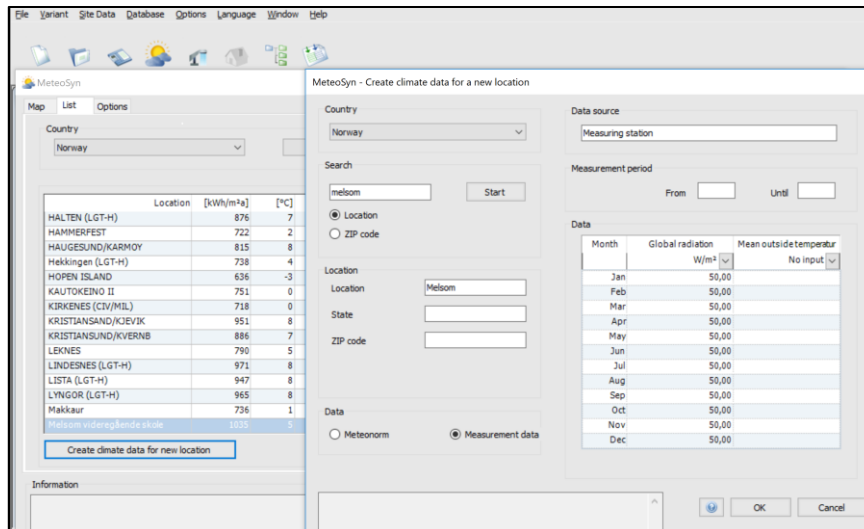 File Variant Site Data Database Options Language Window Help
MeteoSyn
Map List Options
Country
Norway
Location [kWh/m²a] [°C]
HALTEN (LGT-H) 876 7
HAMMERFEST 722 2
HAUGESUND/KARMOY 815 8
Hekkingen (LGT-H) 738 4
HOPEN ISLAND 636 -3
KAUTOKEINO II 751 0
KIRKENES (CIV/MIL) 718 0
KRISTIANSAND/KJEVIK 951 8
KRISTIANSUND/KVERNB 886 7
LEKNES 790 5
LINDESNES (LGT-H) 971 8
LISTA (LGT-H) 947 8
LYNGOR (LGT-H) 965 8
Makkaur 736 1
Melsom videregående skole 1035 5
Create climate data for new location
Information
MeteoSyn - Create climate data for a new location
Country
Norway
Search
melsom Start
Location
ZIP code
Location
Location Melsom
State
ZIP code
Data
Meteonorm Measurement data
Data source
Measuring station
Measurement period
From Until
Data
Month Global radiation Mean outside temperatur
W/m² No input
Jan 50,00
Feb 50,00
Mar 50,00
Apr 50,00
May 50,00
Jun 50,00
Jul 50,00
Aug 50,00
Sep 50,00
Oct 50,00
Nov 50,00
Dec 50,00
OK Cancel